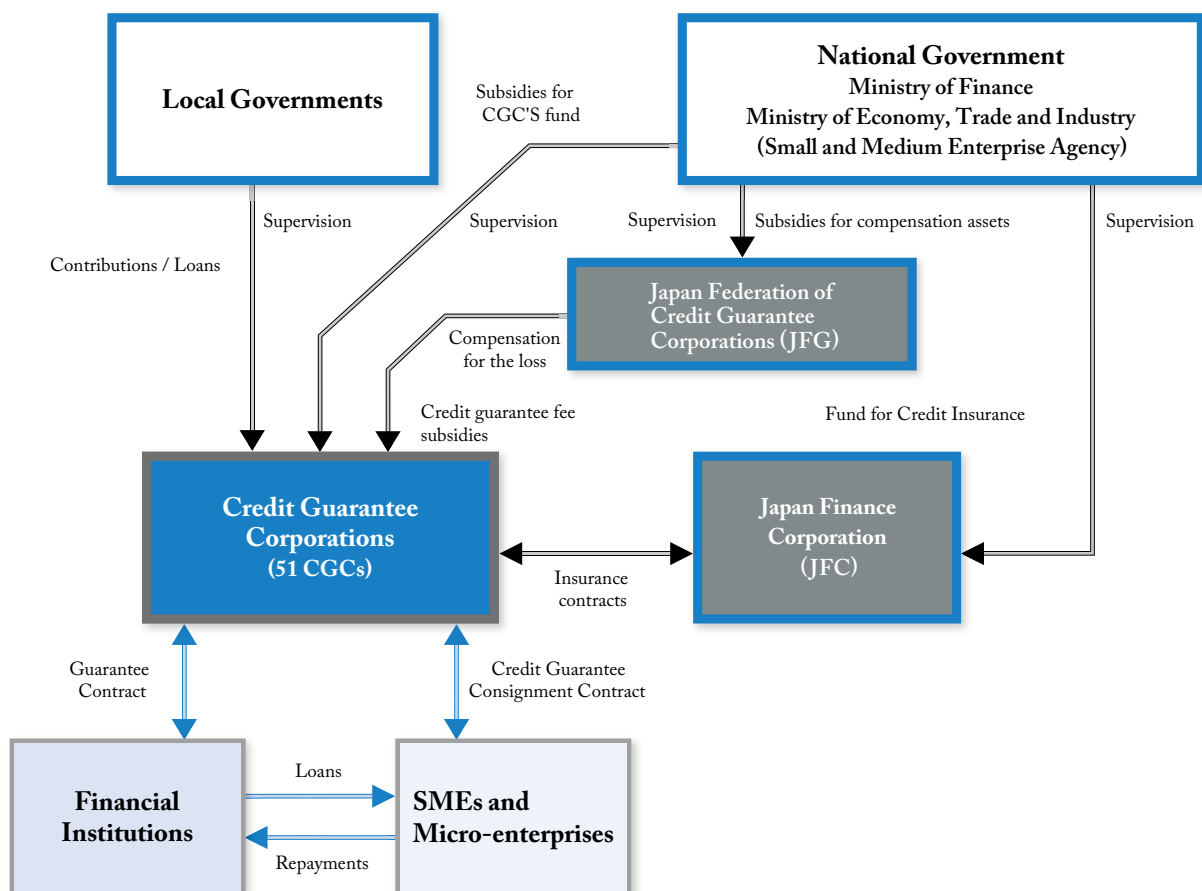 Local Governments
Subsidies for
CGC'S fund
National Government
Ministry of Finance
Ministry of Economy, Trade and Industry
(Small and Medium Enterprise Agency)
Supervision
Contributions / Loans
Supervision
Supervision
Subsidies for compensation assets
Supervision
Japan Federation of
Credit Guarantee
Corporations (JFG)
Compensation
for the loss
Credit guarantee fee
subsidies
Fund for Credit Insurance
Credit Guarantee
Corporations
(51 CGCs)
Japan Finance
Corporation
(JFC)
Insurance
contracts
Guarantee
Contract
Credit Guarantee
Consignment Contract
Financial
Institutions
Loans
Repayments
SMEs and
Micro-enterprises